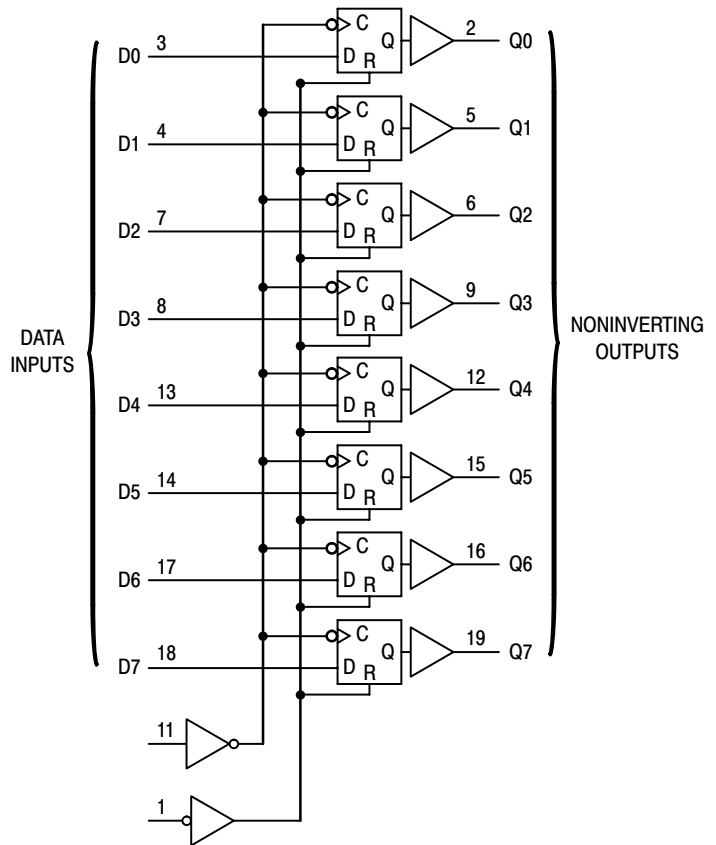 C
Q
2
Q0
D0
3
D
R
C
Q
5
Q1
D1
4
D
R
C
Q
6
Q2
D2
7
D
R
C
Q
9
Q3
D3
8
D
R
DATA
INPUTS
NONINVERTING
OUTPUTS
C
Q
12
Q4
D4
13
D
R
C
Q
15
Q5
D5
14
D
R
C
Q
16
Q6
D6
17
D
R
C
Q
19
Q7
D7
18
D
R
11
1